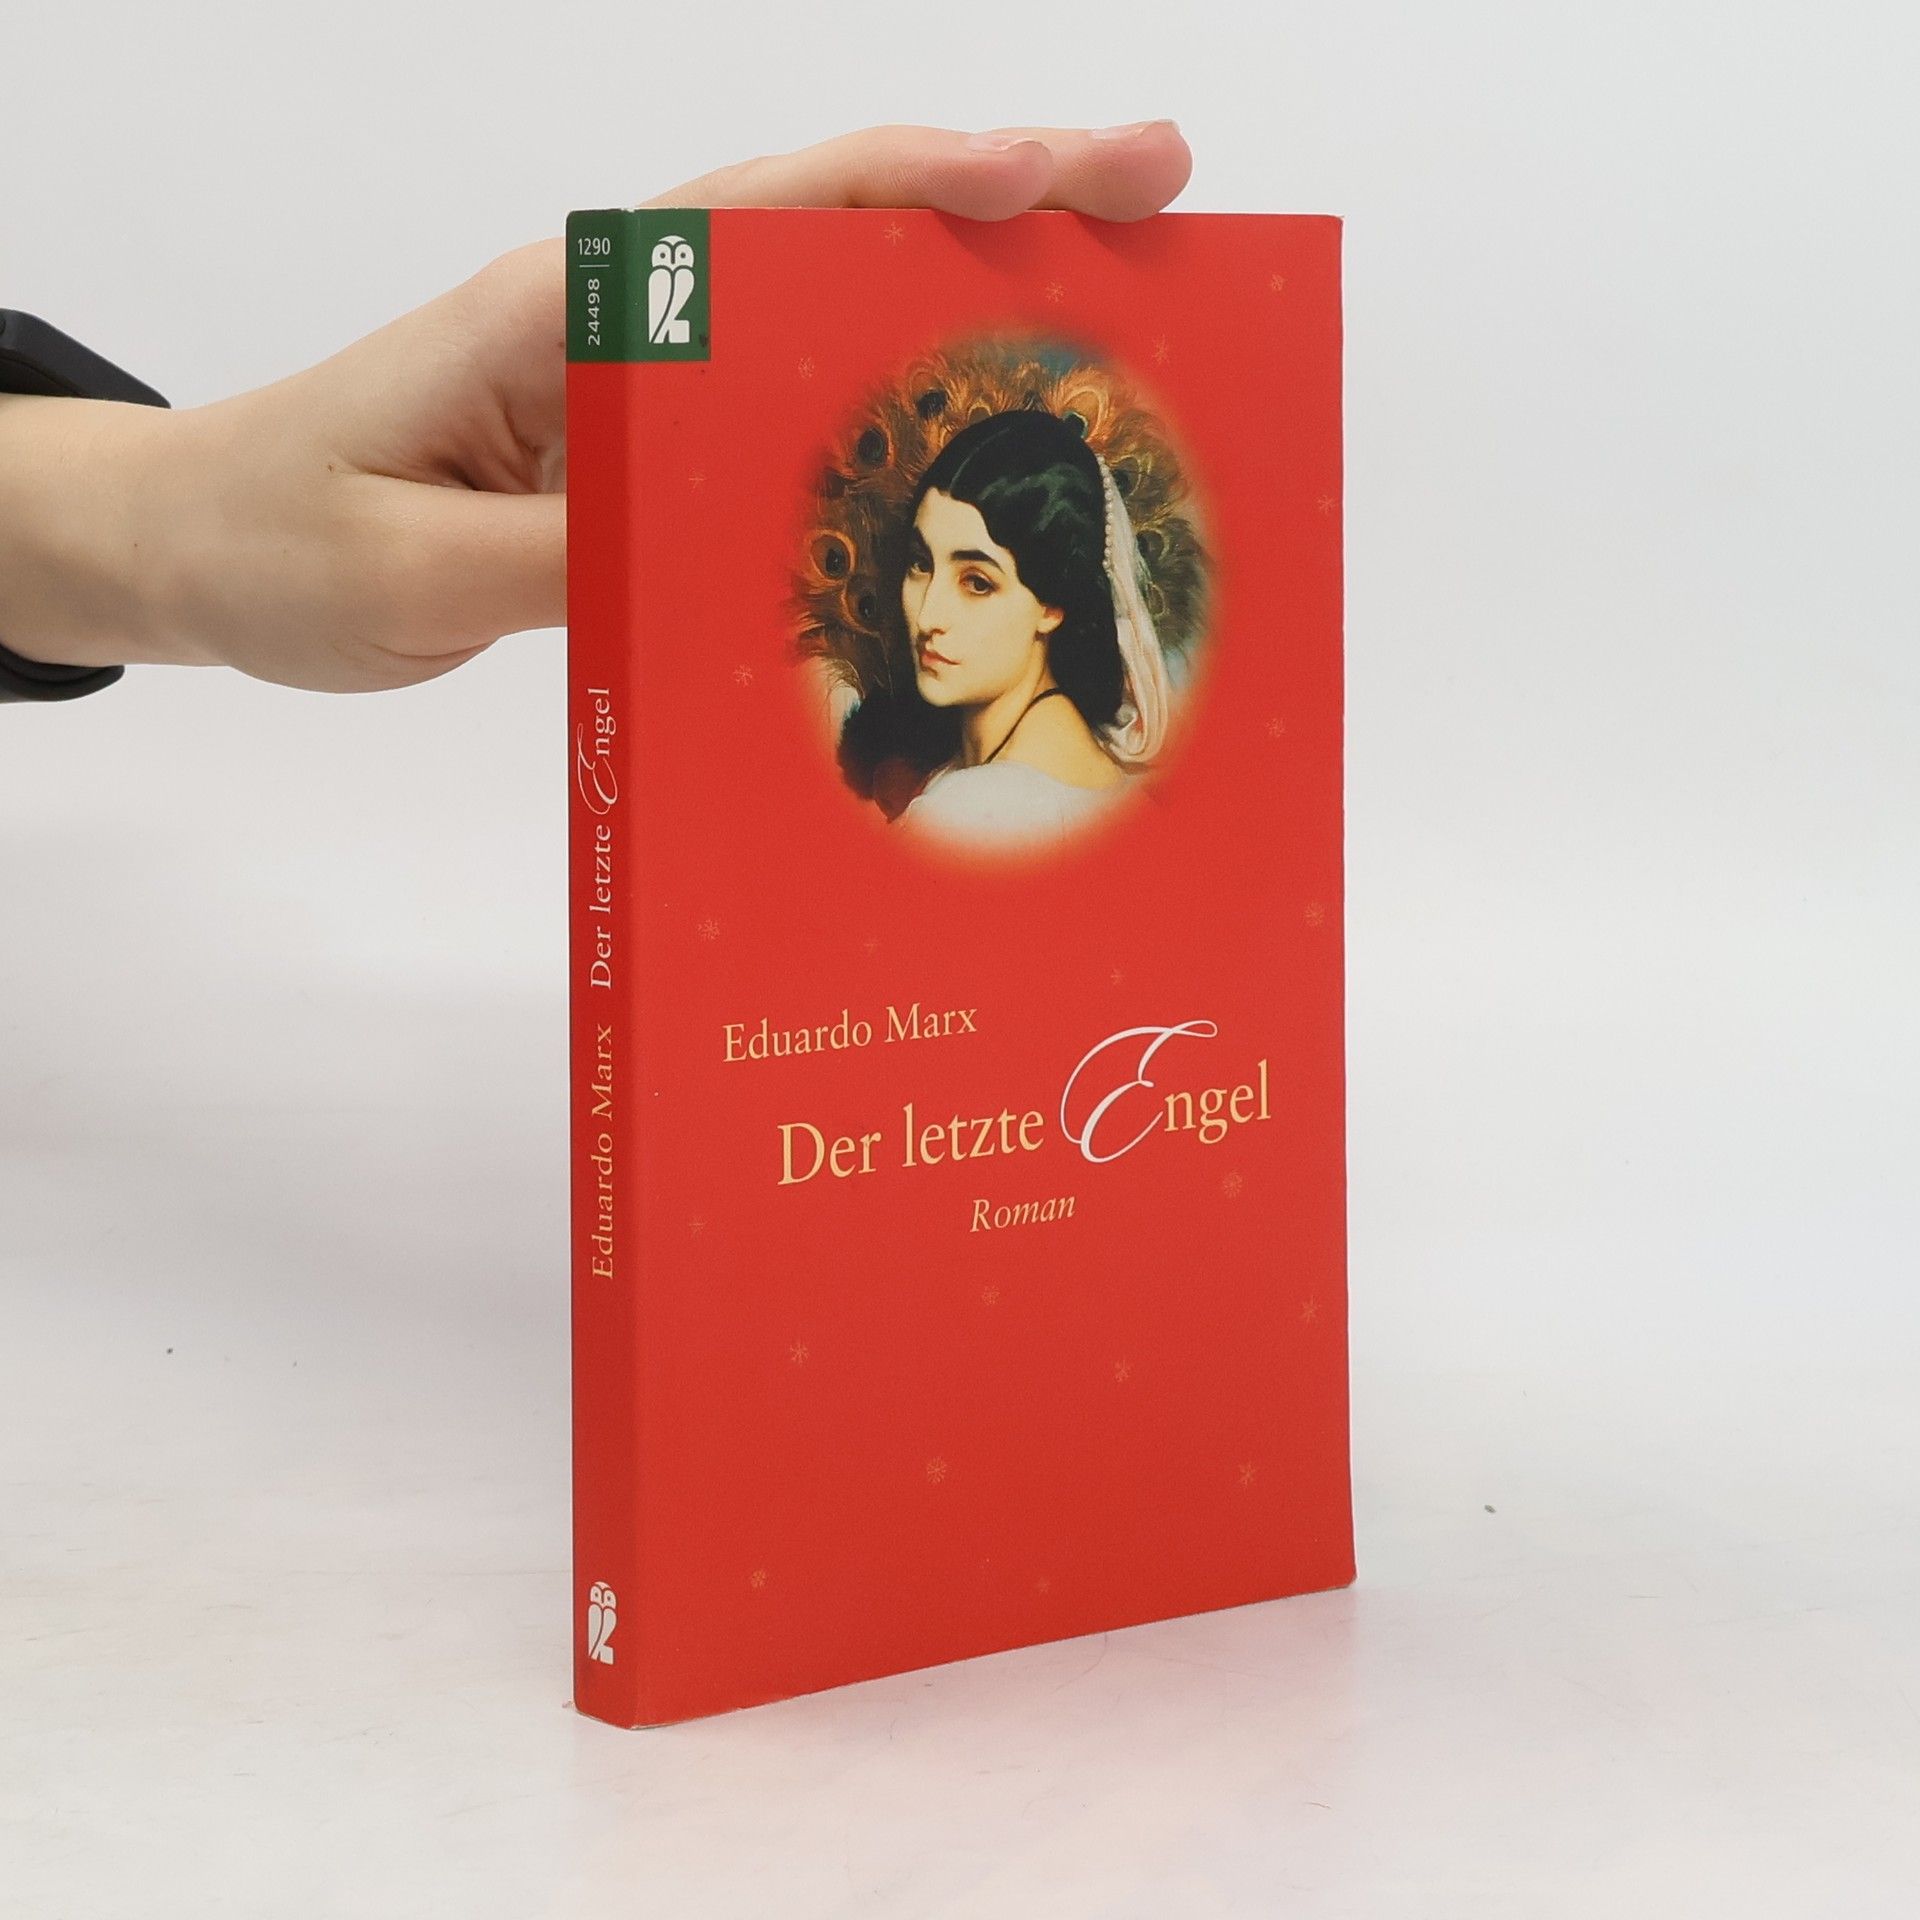 1290
24498
Eduardo Marx Der letzte Engel
Eduardo Marx
Der letzte Engel
Roman